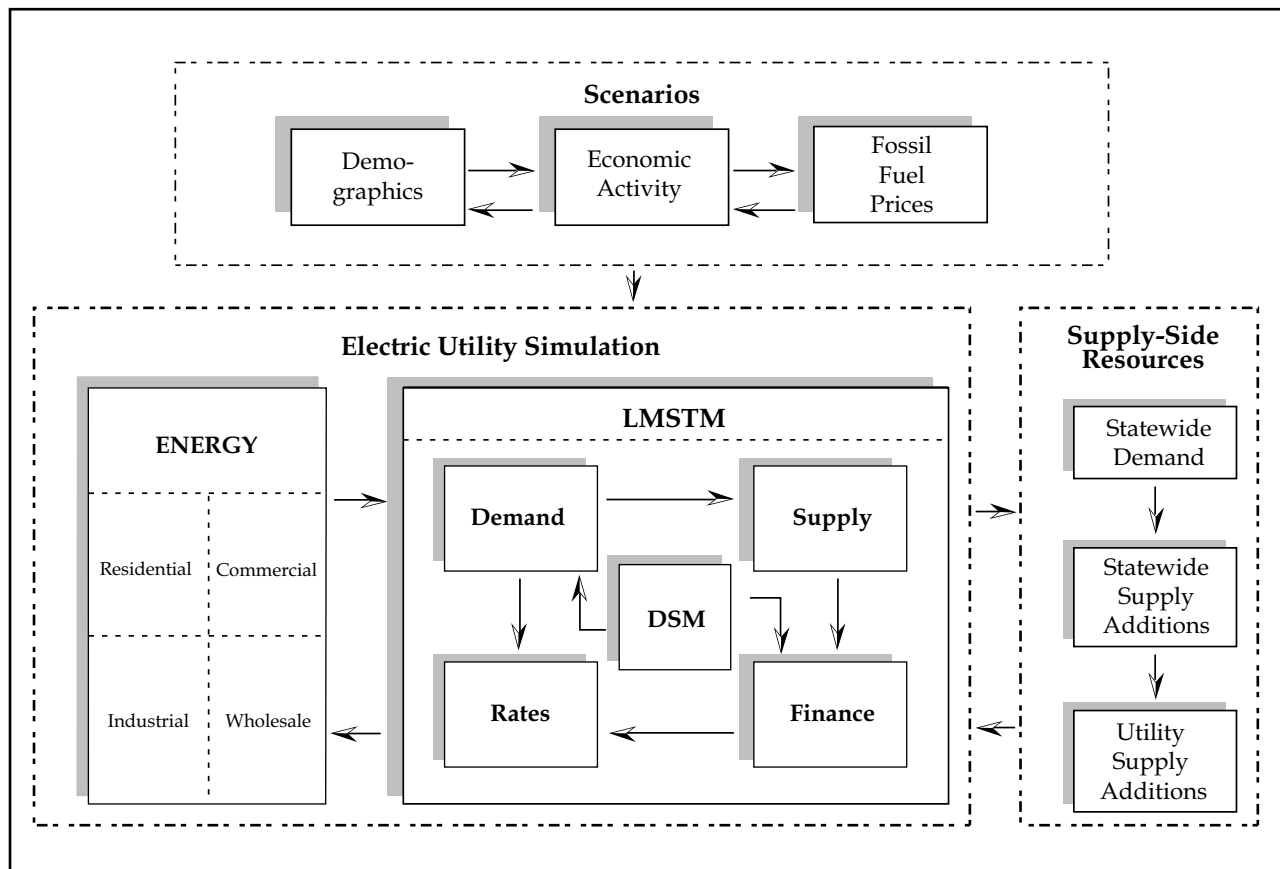 Scenarios
Demo-
graphics
Economic
Activity
Fossil
Fuel
Prices
Electric Utility Simulation
ENERGY
Residential
Commercial
Industrial
Wholesale
LMSTM
Demand
Supply
DSM
Rates
Finance
Supply-Side
Resources
Statewide
Demand
Statewide
Supply
Additions
Utility
Supply
Additions